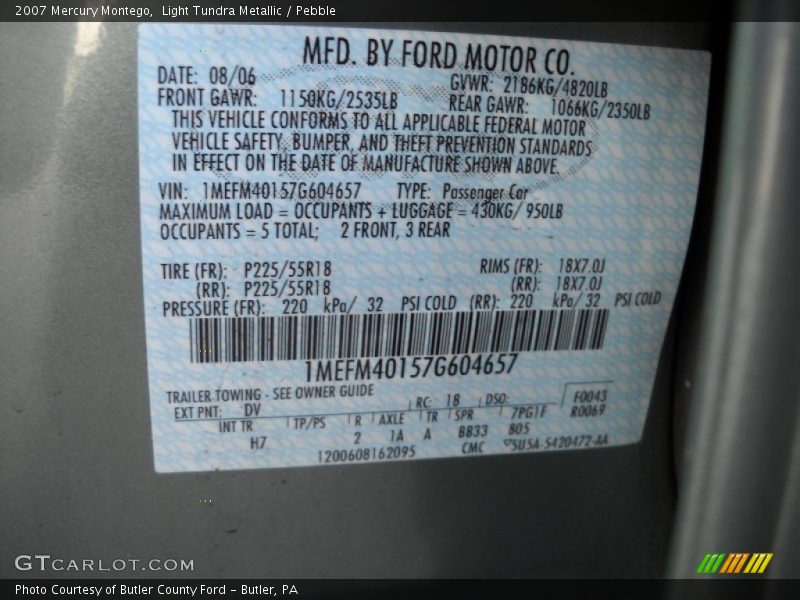 2007 Mercury Montego, Light Tundra Metallic / Pebble
MFD. BY FORD MOTOR CO.
DATE: 08/06 GVWR: 2186KG/4820LB
FRONT GAWR: 1150KG/2535LB REAR GAWR: 1066KG/2350LB
THIS VEHICLE CONFORMS TO ALL APPLICABLE FEDERAL MOTOR
VEHICLE SAFETY, BUMPER, AND THEFT PREVENTION STANDARDS
IN EFFECT ON THE DATE OF MANUFACTURE SHOWN ABOVE.
VIN: 1MEFM40157G604657 TYPE: Passenger Car
MAXIMUM LOAD = OCCUPANTS + LUGGAGE = 430KG/ 950LB
OCCUPANTS = 5 TOTAL; 2 FRONT, 3 REAR
TIRE (FR): P225/55R18 RIMS (FR): 18X7.0J
(RR): P225/55R18 (RR): 18X7.0J
PRESSURE (FR): 220 kPa/ 32 PSI COLD (RR): 220 kPa/ 32 PSI COLD
1MEFM40157G604657
TRAILER TOWING - SEE OWNER GUIDE
EXT PNT: DV RC: 18 DSO: F0043
INT TR TP/PS R AXLE TR SPR 7PG1F R0069
H7 2 1A A BB33 805
1200608162095 CMC 5U5A-5420472-AA
GTCARLOT.COM
Photo Courtesy of Butler County Ford – Butler, PA